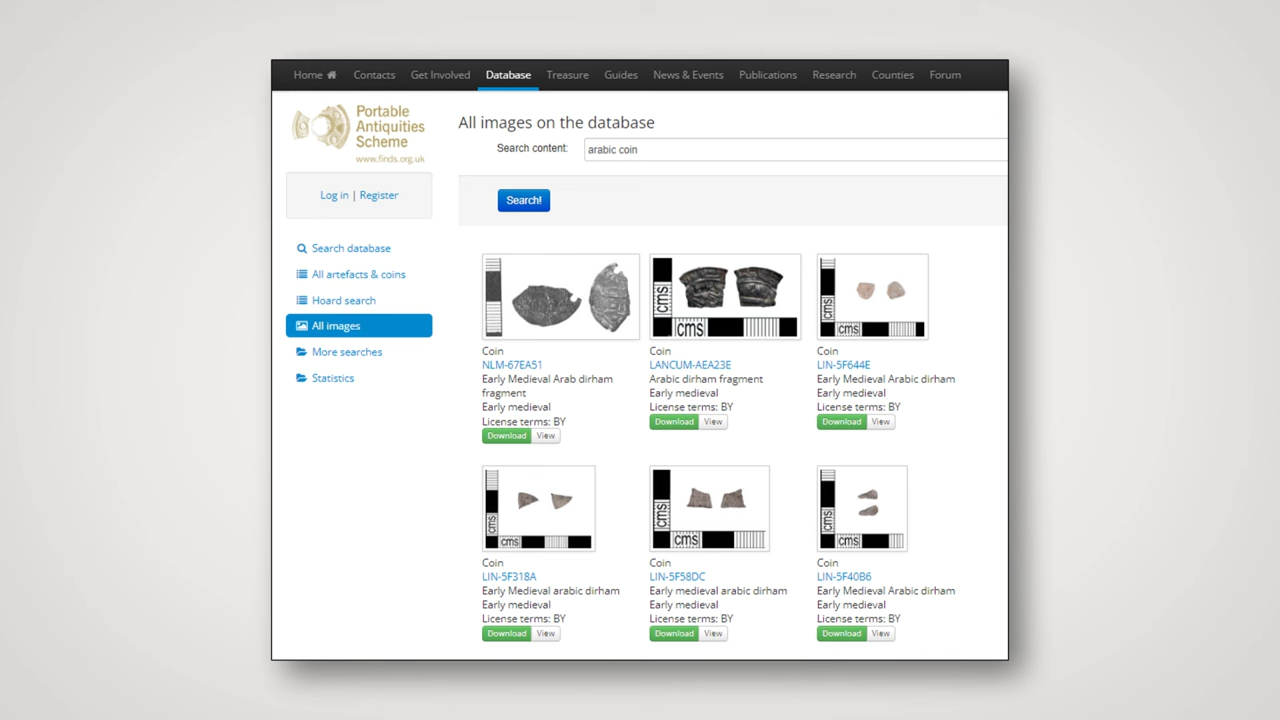 Home Contacts Get Involved Database Treasure Guides News & Events Publications Research Counties Forum
Portable
Antiquities
Scheme
www.finds.org.uk
Log in | Register
Search database
All artefacts & coins
Hoard search
All images
More searches
Statistics
All images on the database
Search content: arabic coin
Search!
cms cms
Coin Coin Coin
NLM-67EA51 LANCUM-AEA23E LIN-5F644E
Early Medieval Arab dirham Arabic dirham fragment Early Medieval Arabic dirham
fragment Early medieval Early medieval
Early medieval License terms: BY License terms: BY
License terms: BY Download View Download View
Download View
cms cms cms
Coin Coin Coin
LIN-5F318A LIN-5F58DC LIN-5F40B6
Early Medieval arabic dirham Early medieval arabic dirham Early Medieval Arabic dirham
Early medieval Early medieval Early medieval
License terms: BY License terms: BY License terms: BY
Download View Download View Download View